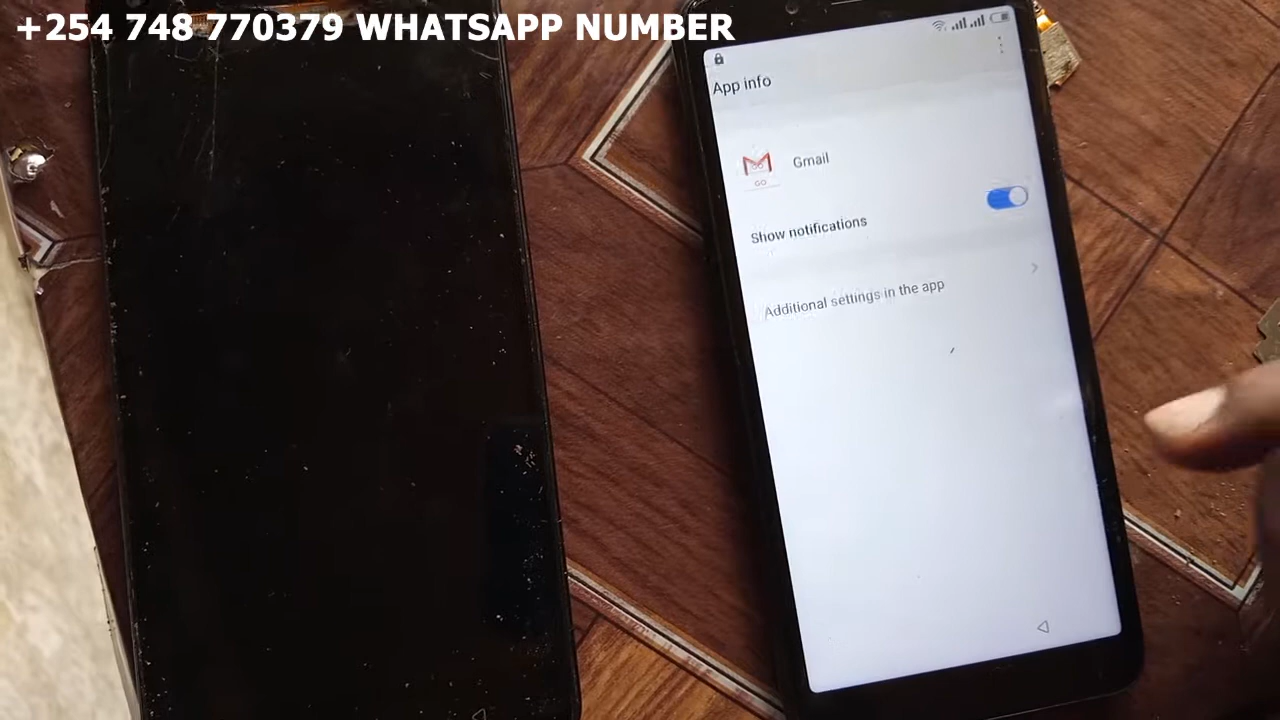 +254 748 770379 WHATSAPP NUMBER
App info
GO
Gmail
Show notifications
Additional settings in the app